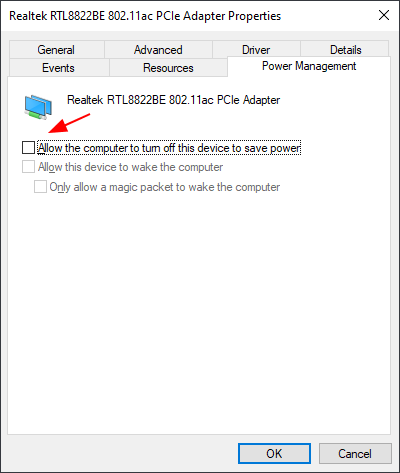 Realtek RTL8822BE 802.11ac PCIe Adapter Properties
General Advanced Driver Details
Events Resources Power Management
Realtek RTL8822BE 802.11ac PCIe Adapter
Allow the computer to turn off this device to save power
Allow this device to wake the computer
Only allow a magic packet to wake the computer
OK Cancel